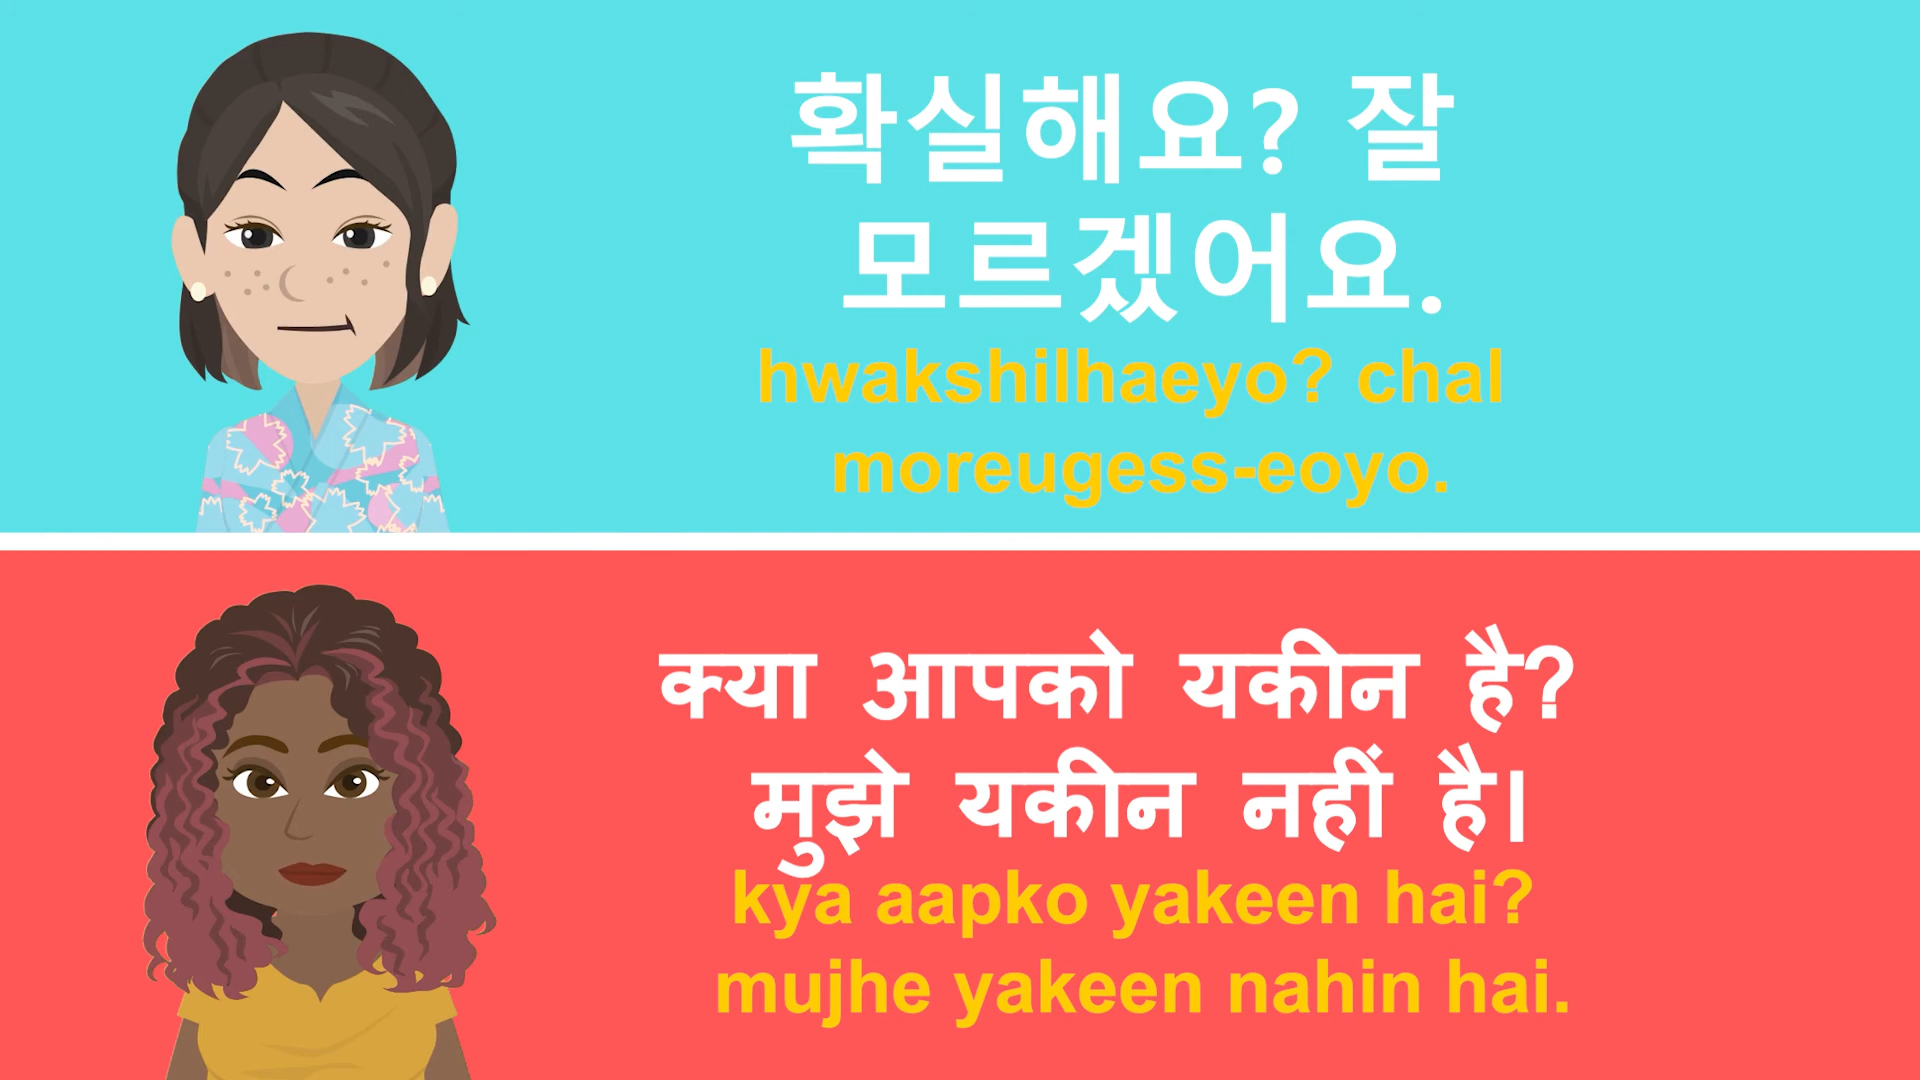 확실해요? 잘
모르겠어요.
hwakshilhaeyo? chal
moreugess-eoyo.
क्या आपको यकीन है?
मुझे यकीन नहीं है।
kya aapko yakeen hai?
mujhe yakeen nahin hai.